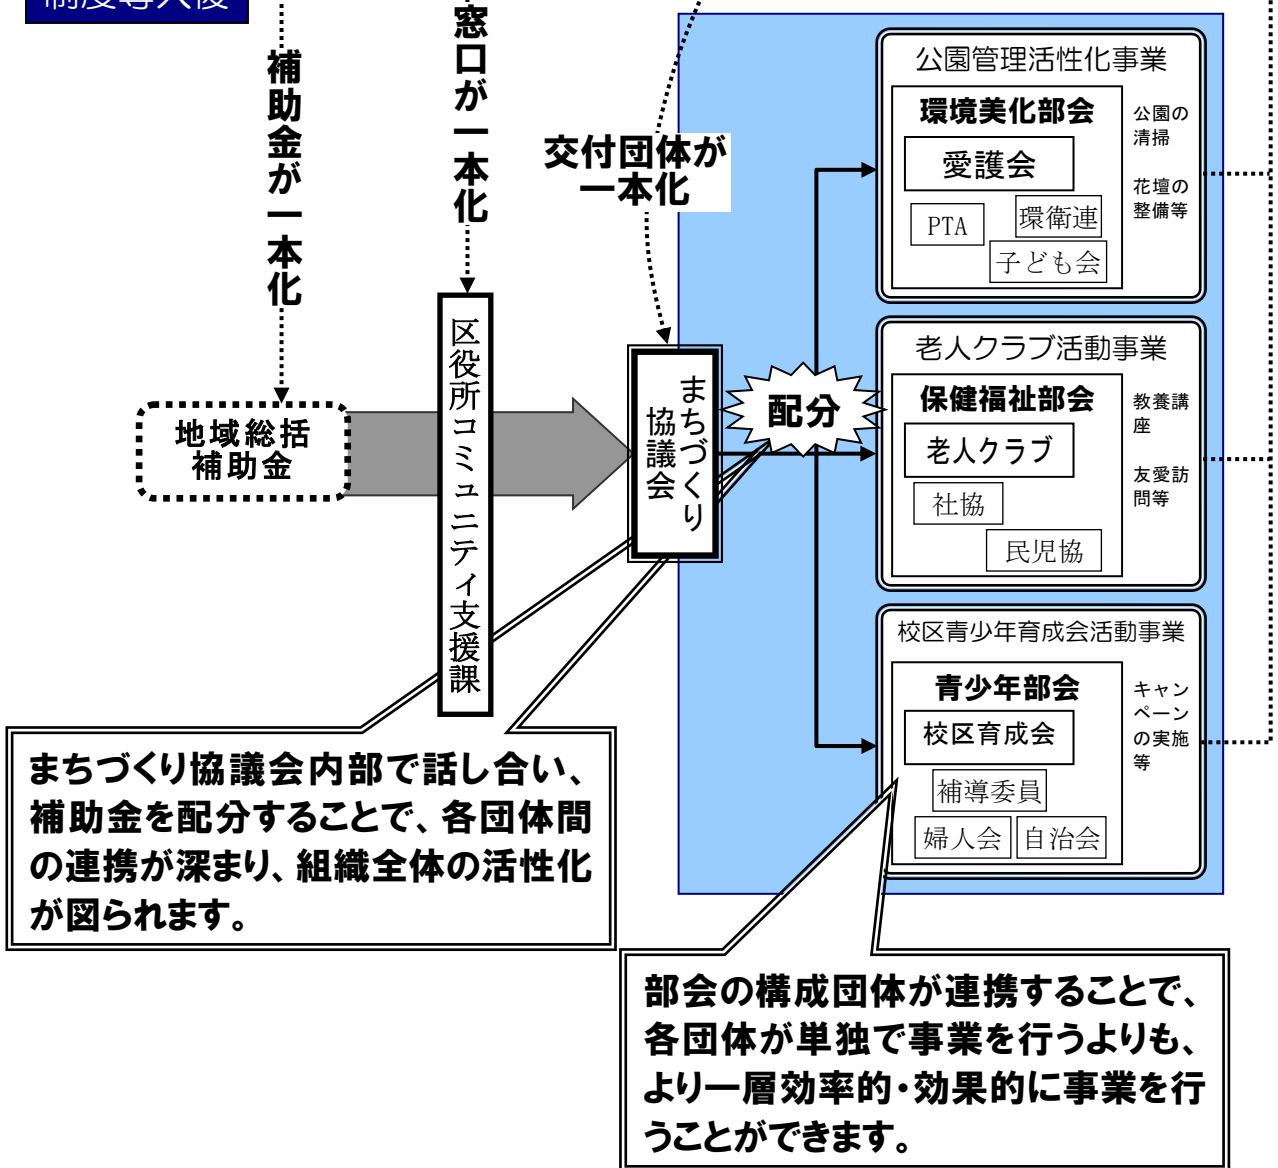 制度導入後
補助金が一本化
窓口が一本化
交付団体が
一本化
地域総括
補助金
区役所コミュニティ支援課
まちづくり
協議会
配分
公園管理活性化事業
環境美化部会
愛護会
PTA
環衛連
子ども会
公園の
清掃
花壇の
整備等
老人クラブ活動事業
保健福祉部会
老人クラブ
社協
民児協
教養講
座
友愛訪
問等
校区青少年育成会活動事業
青少年部会
校区育成会
補導委員
婦人会
自治会
キャン
ペーン
の実施
等
まちづくり協議会内部で話し合い、
補助金を配分することで、各団体間
の連携が深まり、組織全体の活性化
が図られます。
部会の構成団体が連携することで、
各団体が単独で事業を行うよりも、
より一層効率的・効果的に事業を行
うことができます。